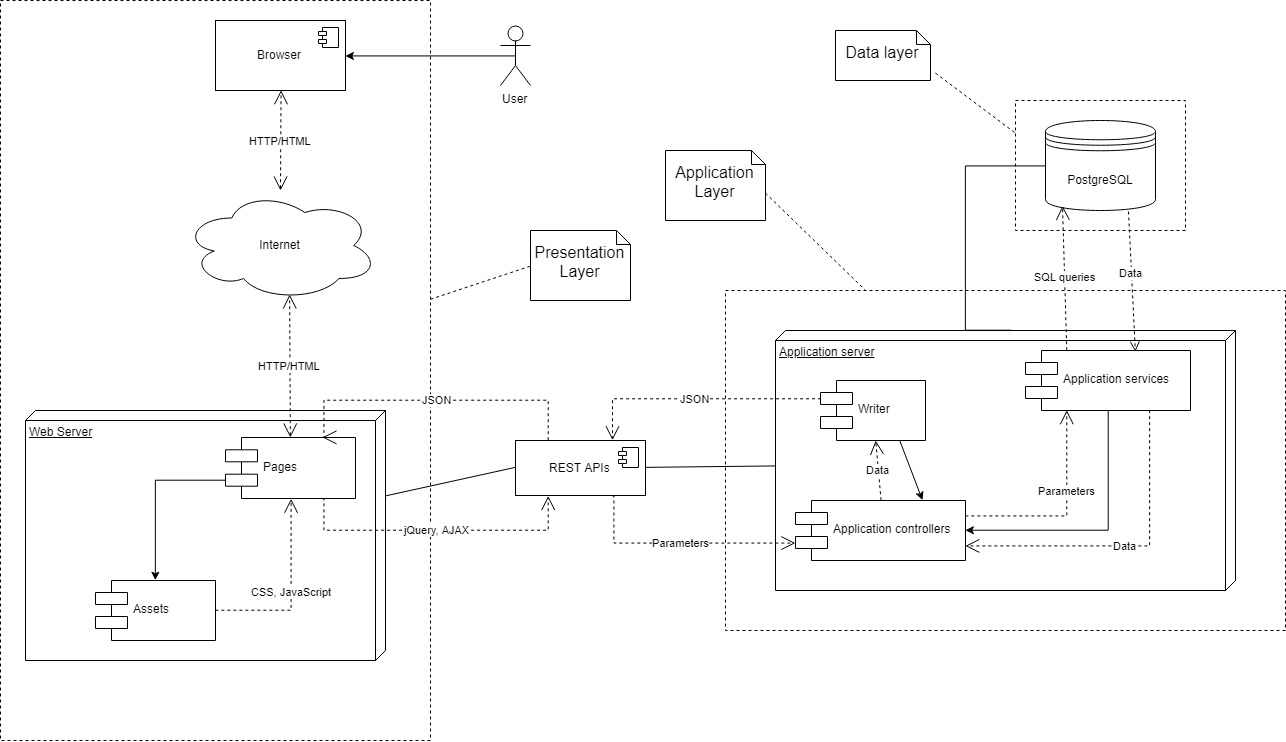 Browser
User
Data layer
HTTP/HTML
Application
Layer
PostgreSQL
Internet
Presentation
Layer
SQL queries
Data
HTTP/HTML
Application server
Application services
JSON
JSON
Writer
Web Server
Pages
REST APIs
Data
Parameters
jQuery, AJAX
Application controllers
Parameters
Data
CSS, JavaScript
Assets